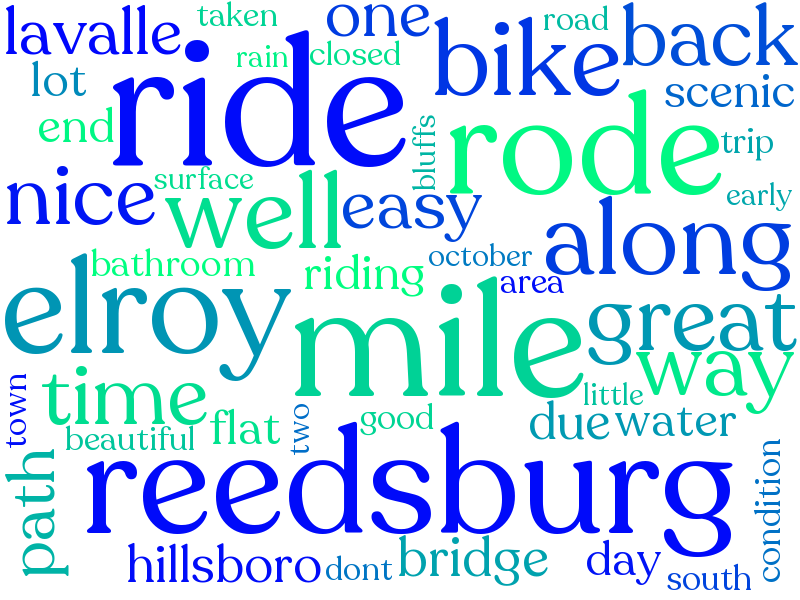 lavalle
taken
one
road
back
rain
closed
bike
lot
ride
scenic
end
bluffs
rode
trip
nice
surface
well
easy
early
along
bathroom
riding
october
area
elroy
mile
great
way
time
little
town
beautiful
flat
two
good
due
water
path
reedsburg
condition
hillsboro
dont
bridge
day
south